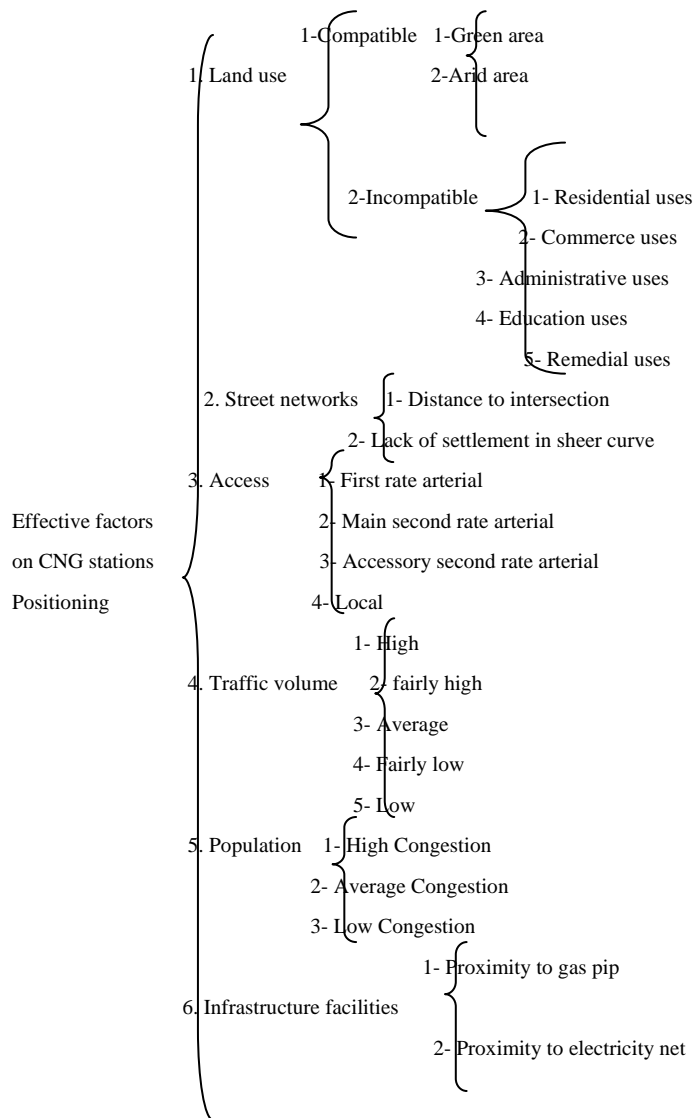 1-Compatible 1-Green area
1. Land use 2-Arid area
2-Incompatible 1- Residential uses
2- Commerce uses
3- Administrative uses
4- Education uses
5- Remedial uses
2. Street networks 1- Distance to intersection
2- Lack of settlement in sheer curve
3. Access 1- First rate arterial
Effective factors 2- Main second rate arterial
on CNG stations 3- Accessory second rate arterial
Positioning 4- Local
1- High
4. Traffic volume 2- fairly high
3- Average
4- Fairly low
5- Low
5. Population 1- High Congestion
2- Average Congestion
3- Low Congestion
1- Proximity to gas pip
6. Infrastructure facilities
2- Proximity to electricity net